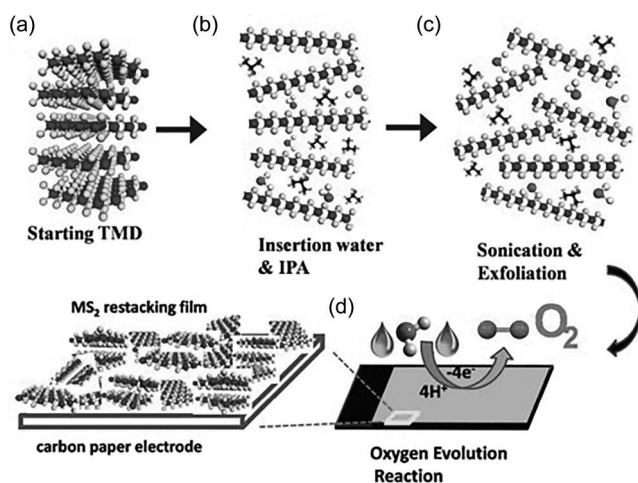 (a)
(b)
(c)
Starting TMD
Insertion water
& IPA
Sonication &
Exfoliation
MS₂ restacking film
(d)
O₂
-4e⁻
4H⁺
carbon paper electrode
Oxygen Evolution
Reaction